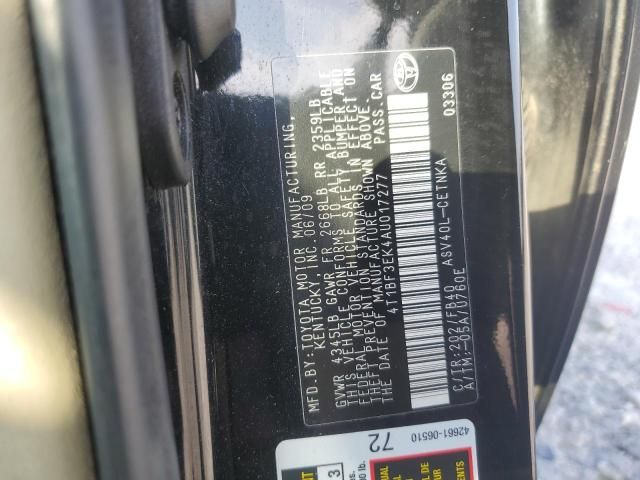 MFD.BY:TOYOTA MOTOR MANUFACTURING,
KENTUCKY, INC. 06/09
GVWR 4345LB GAWR FR 2668LB RR 2359LB
THIS VEHICLE CONFORMS TO ALL APPLICABLE
FEDERAL MOTOR VEHICLE SAFETY, BUMPER AND
THEFT PREVENTION STANDARDS IN EFFECT ON
THE DATE OF MANUFACTURE SHOWN ABOVE.
4T1BF3EK4AU017277 PASS.CAR
C/TR:202/FB40 ASV40L-CETNKA
A/TM:-05A/U760E 03306
42661-06510
72
3